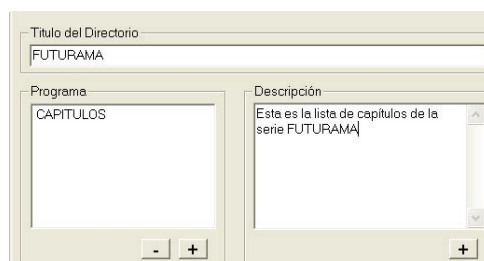 Titulo del Directorio
FUTURAMA
Programa
CAPITULOS
- +
Descripción
Esta es la lista de capítulos de la
serie FUTURAMA
+